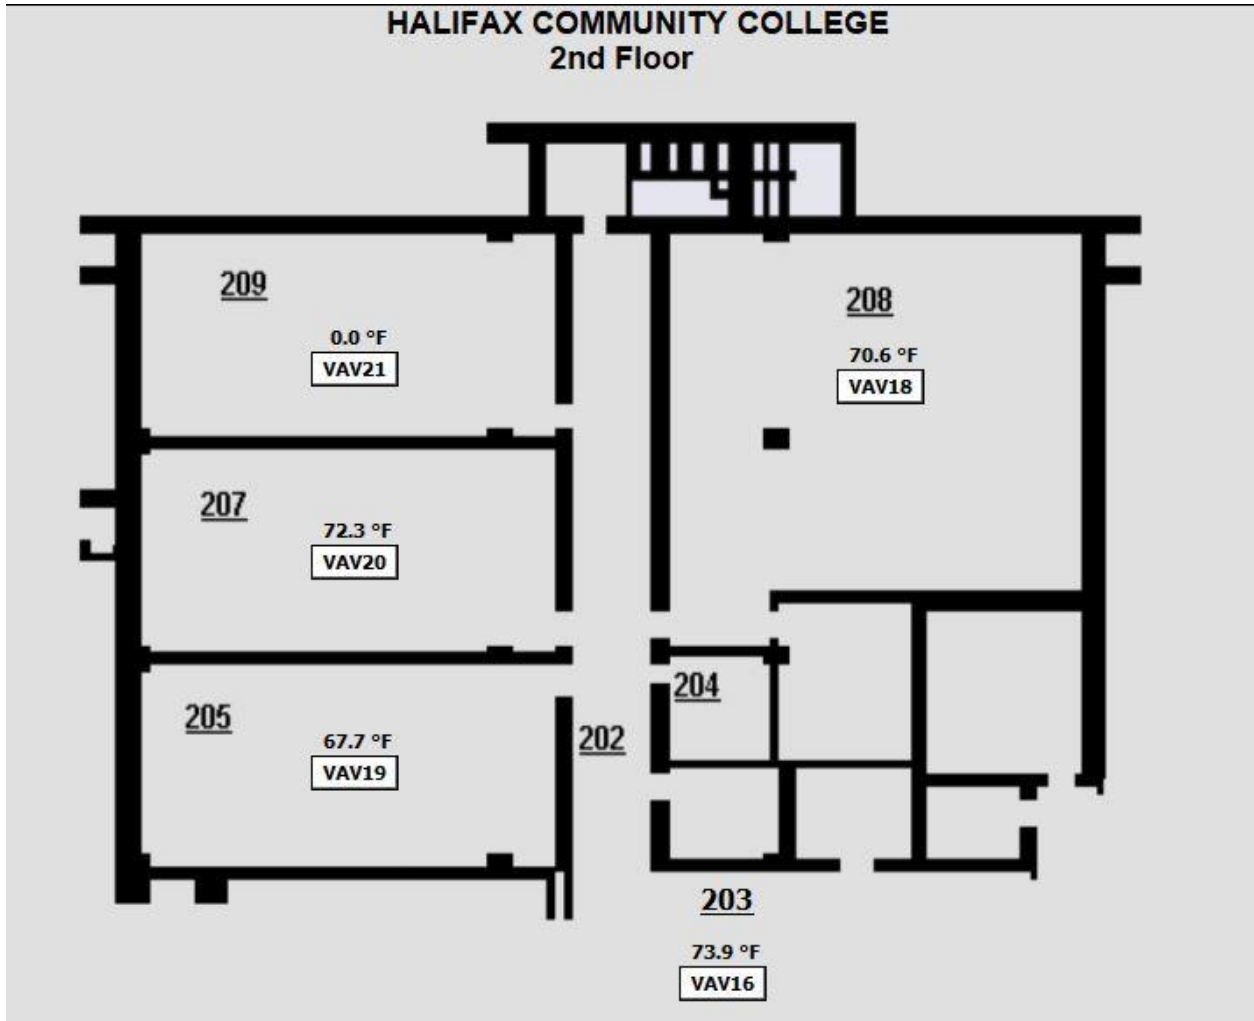 HALIFAX COMMUNITY COLLEGE
2nd Floor
209
0.0 °F
VAV21
208
70.6 °F
VAV18
207
72.3 °F
VAV20
204
205
67.7 °F
VAV19
202
203
73.9 °F
VAV16